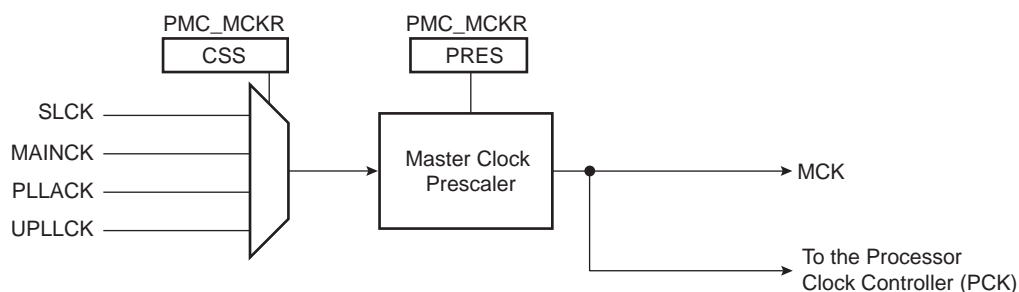 PMC_MCKR
PMC_MCKR
CSS
PRES
SLCK
MAINCK
PLLACK
UPLLCK
Master Clock
Prescaler
MCK
To the Processor
Clock Controller (PCK)